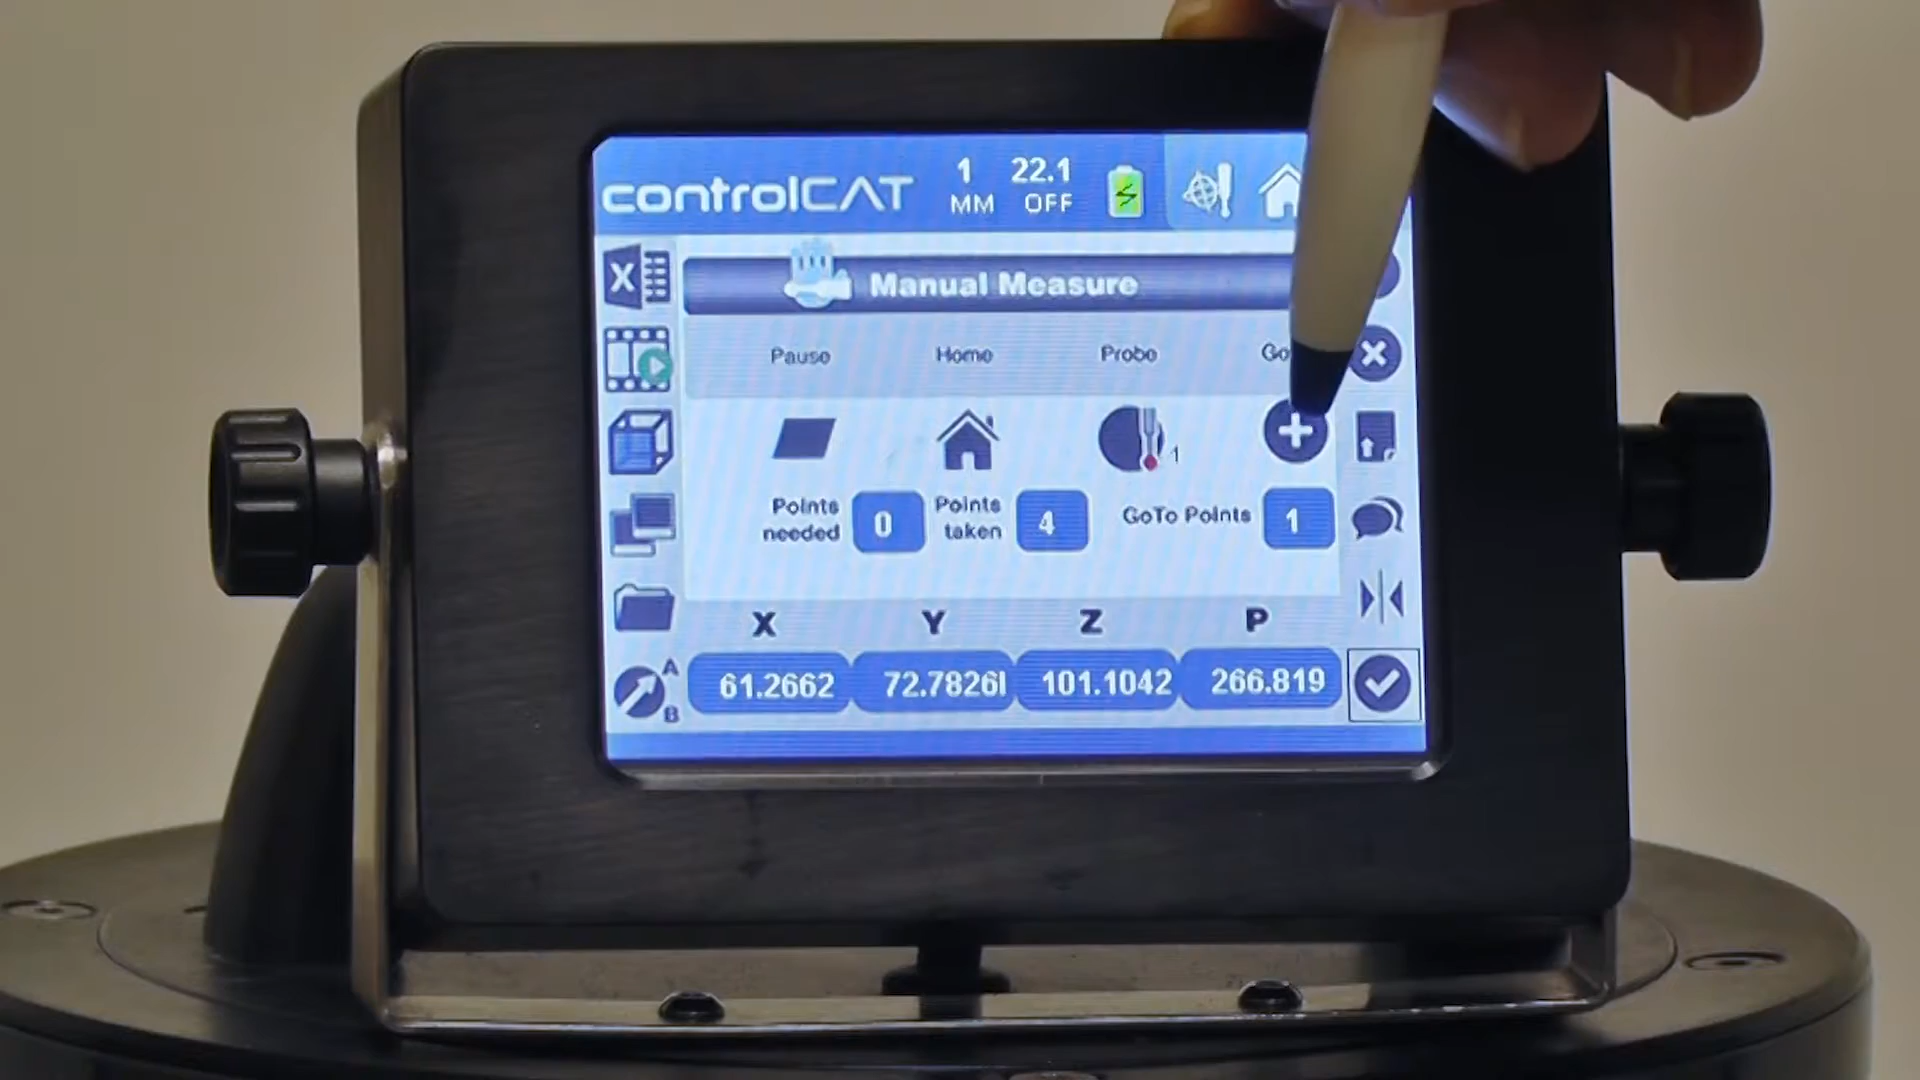 controlCAT
1
MM
22.1
OFF
Manual Measure
Pause
Home
Probe
1
Points
needed
0
Points
taken
4
GoTo Points
1
X
Y
Z
P
61.2662
72.7826
101.1042
266.819
X
A
B